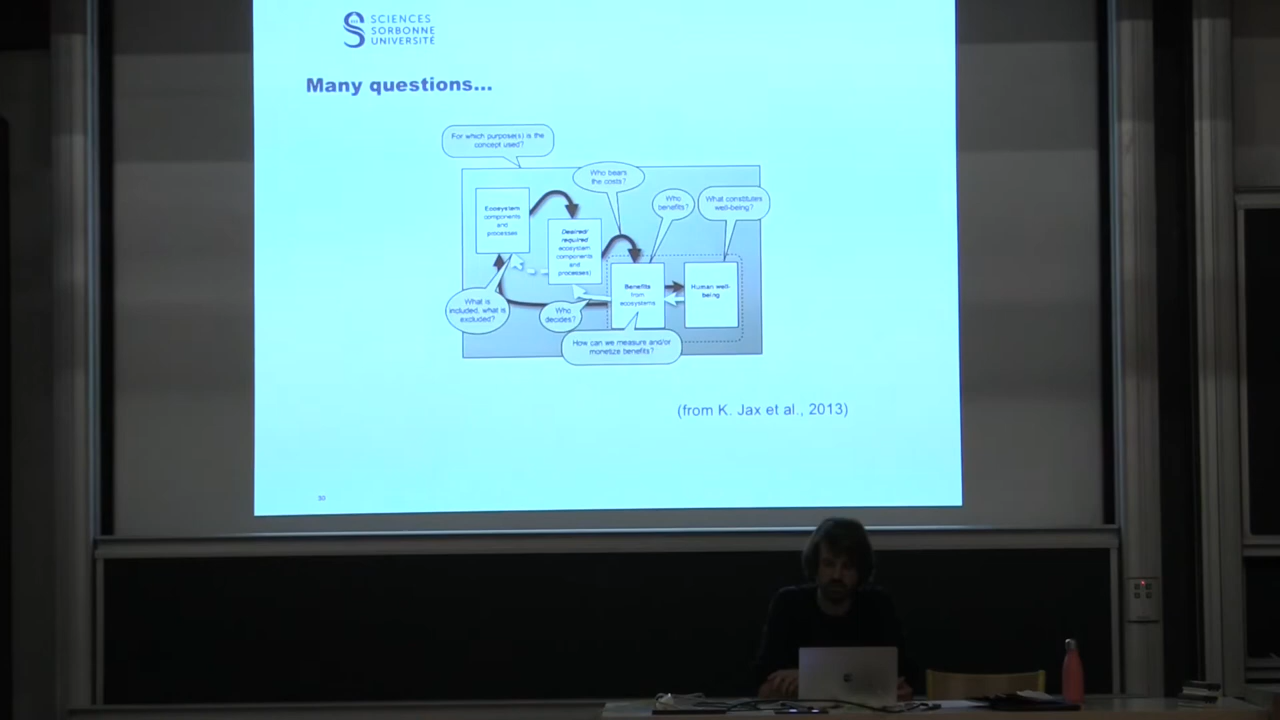 SCIENCES
SORBONNE
UNIVERSITÉ
Many questions...
For which purpose(s) is the
concept used?
Who bears
the costs?
Who
benefits?
What constitutes
well-being?
Ecosystem
components
and
processes
Desired/
required
ecosystem
components
and
processes)
Benefits
from
ecosystems
Human well-
being
What is
included, what is
excluded?
Who
decides?
How can we measure and/or
monetize benefits?
(from K. Jax et al., 2013)
30